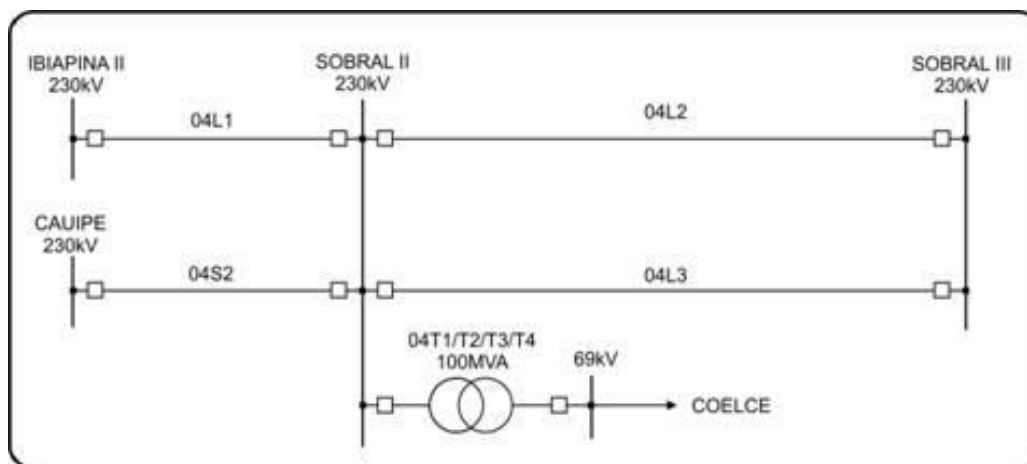 IBIAPINA II
230kV
SOBRAL II
230kV
SOBRAL III
230kV
04L1
04L2
CAUIPE
230kV
04S2
04L3
04T1/T2/T3/T4
100MVA
69kV
COELCE